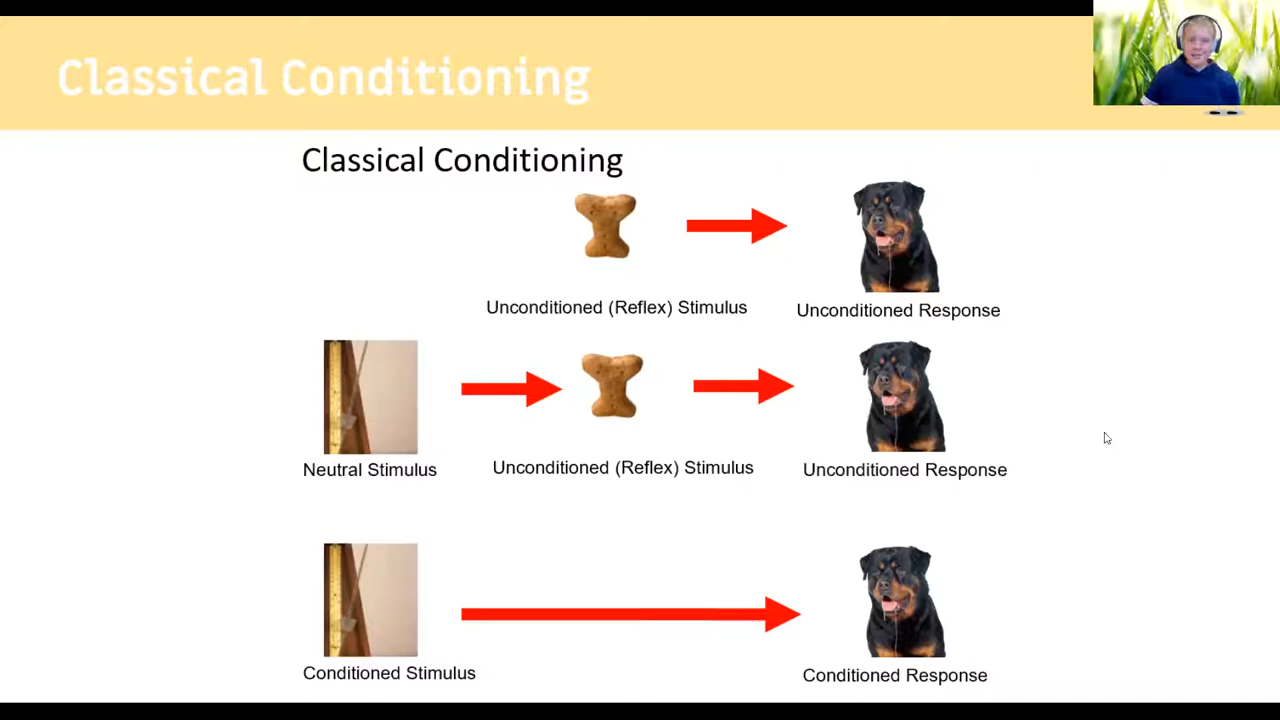 Classical Conditioning
Classical Conditioning
Unconditioned (Reflex) Stimulus
Unconditioned Response
Neutral Stimulus
Unconditioned (Reflex) Stimulus
Unconditioned Response
Conditioned Stimulus
Conditioned Response